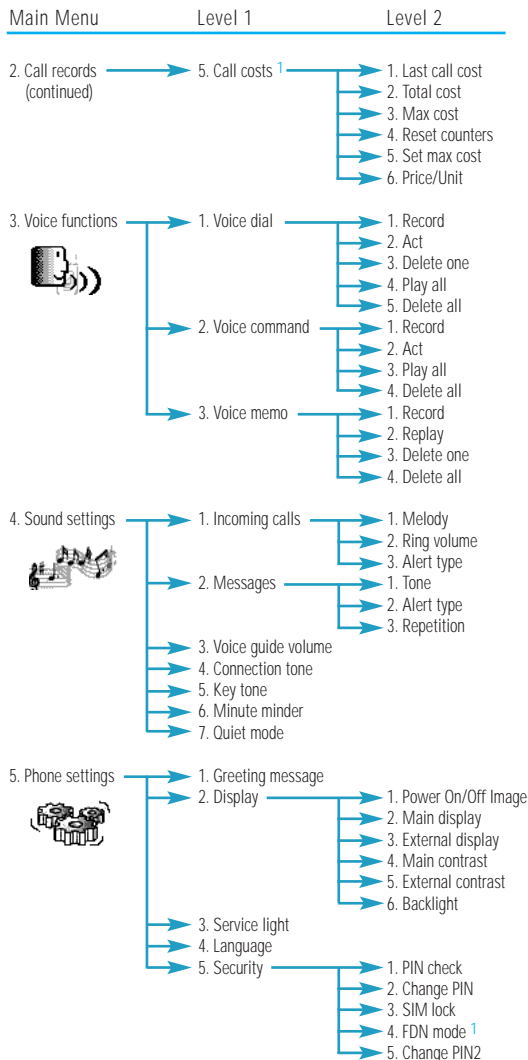 Main Menu Level 1 Level 2
2. Call records 5. Call costs 1 1. Last call cost
(continued) 2. Total cost
3. Max cost
4. Reset counters
5. Set max cost
6. Price/Unit
3. Voice functions 1. Voice dial 1. Record
2. Act
3. Delete one
4. Play all
5. Delete all
2. Voice command 1. Record
2. Act
3. Play all
4. Delete all
3. Voice memo 1. Record
2. Replay
3. Delete one
4. Delete all
4. Sound settings 1. Incoming calls 1. Melody
2. Ring volume
3. Alert type
2. Messages 1. Tone
2. Alert type
3. Repetition
3. Voice guide volume
4. Connection tone
5. Key tone
6. Minute minder
7. Quiet mode
5. Phone settings 1. Greeting message
2. Display 1. Power On/Off Image
2. Main display
3. External display
4. Main contrast
5. External contrast
6. Backlight
3. Service light
4. Language
5. Security 1. PIN check
2. Change PIN
3. SIM lock
4. FDN mode 1
5. Change PIN2